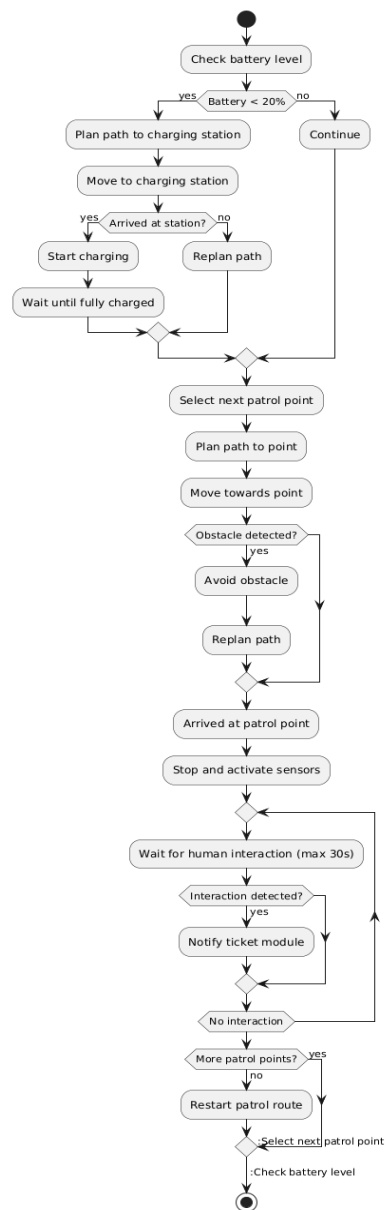 Check battery level
yes
Battery < 20%
no
Plan path to charging station
Continue
Move to charging station
yes
Arrived at station?
no
Start charging
Replan path
Wait until fully charged
Select next patrol point
Plan path to point
Move towards point
Obstacle detected?
yes
Avoid obstacle
Replan path
Arrived at patrol point
Stop and activate sensors
Wait for human interaction (max 30s)
Interaction detected?
yes
Notify ticket module
No interaction
More patrol points?
yes
no
Restart patrol route
:Select next patrol point
:Check battery level